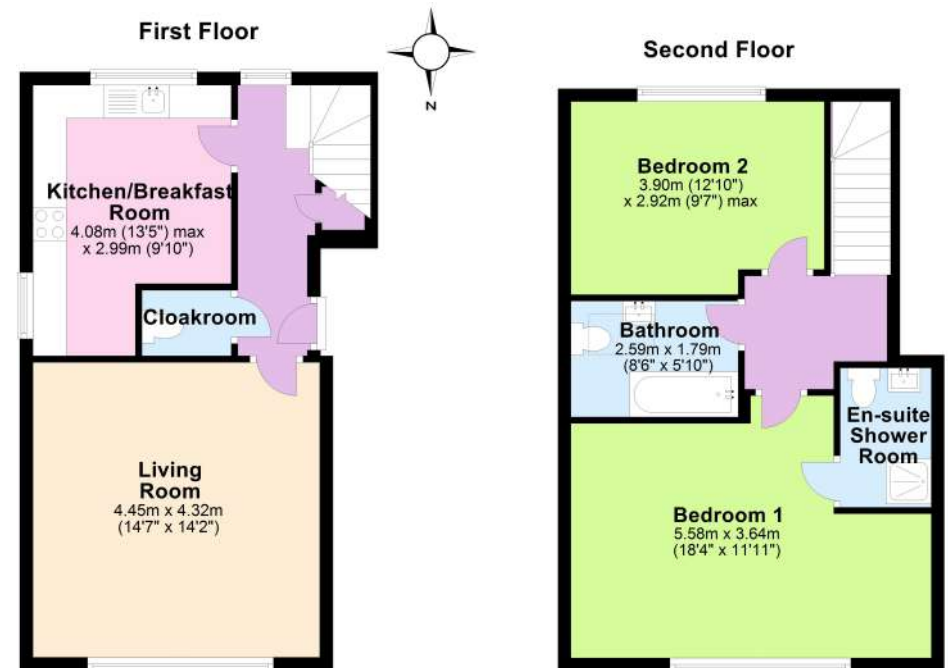 First Floor
N
Kitchen/Breakfast
Room
4.08m (13'5") max
x 2.99m (9'10")
Cloakroom
Living
Room
4.45m x 4.32m
(14'7" x 14'2")
Second Floor
Bedroom 2
3.90m (12'10")
x 2.92m (9'7") max
Bathroom
2.59m x 1.79m
(8'6" x 5'10")
En-suite
Shower
Room
Bedroom 1
5.58m x 3.64m
(18'4" x 11'11")